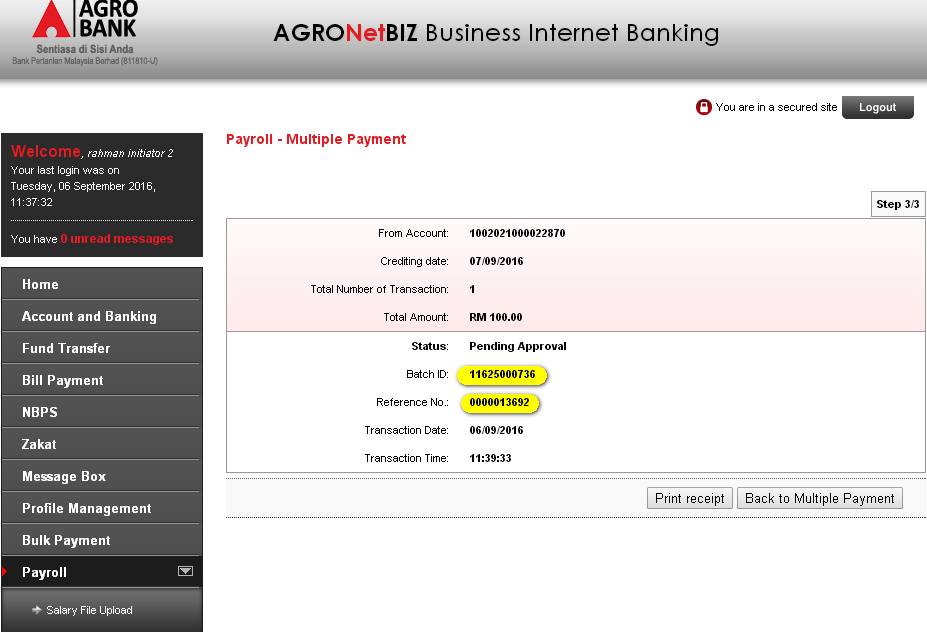 AGRO
BANK
Sentiasa di Sisi Anda
Bank Pertanian Malaysia Berhad (811810-U)
AGRONetBIZ Business Internet Banking
You are in a secured site
Logout
Welcome, rahman initiator 2
Your last login was on
Tuesday, 06 September 2016,
11:37:32
You have 0 unread messages
Home
Account and Banking
Fund Transfer
Bill Payment
NBPS
Zakat
Message Box
Profile Management
Bulk Payment
Payroll
Salary File Upload
Payroll - Multiple Payment
Step 3/3
From Account: 1002021000022870
Crediting date: 07/09/2016
Total Number of Transaction: 1
Total Amount: RM 100.00
Status: Pending Approval
Batch ID: 11625000736
Reference No.: 0000013692
Transaction Date: 06/09/2016
Transaction Time: 11:39:33
Print receipt
Back to Multiple Payment